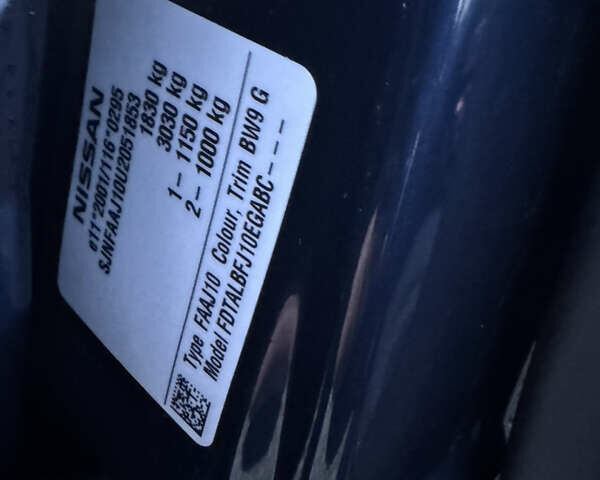 NISSAN
e11*2001/116*0295
SJNFAAJ10U2051853
1830 kg
3030 kg
1– 1150 kg
2– 1000 kg
Type FAAJ10 Colour, Trim BW9 G
Model FDTALBFJ10EGABC– – –